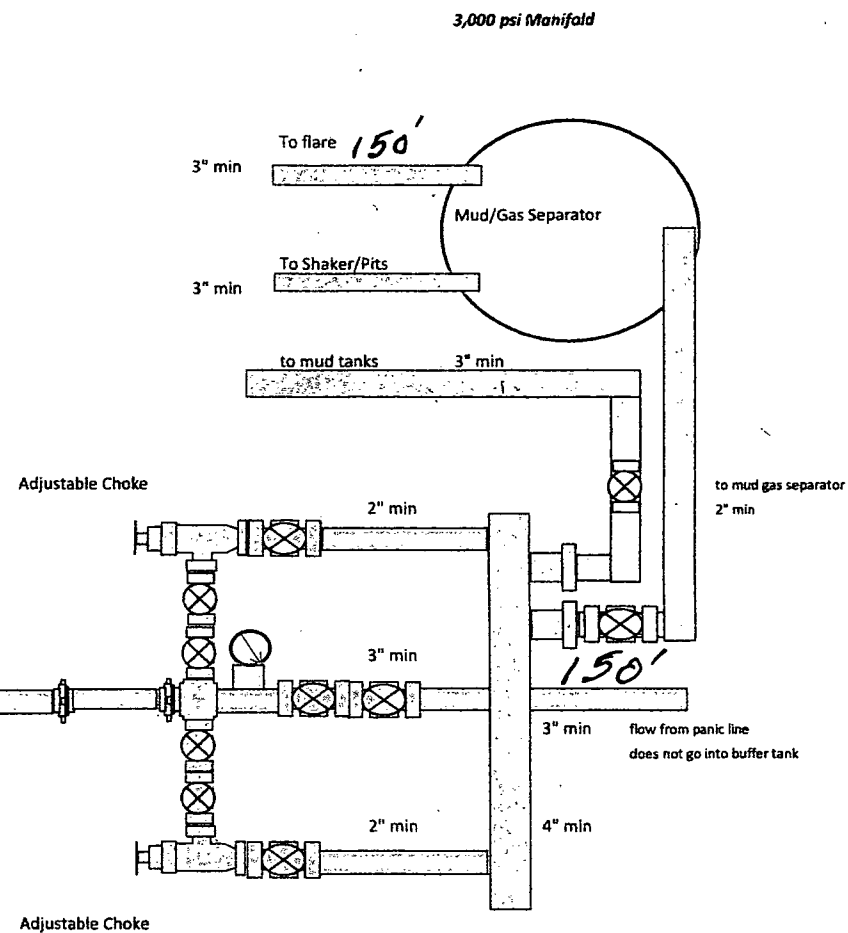 3,000 psi Manifold
To flare 150'
3" min
Mud/Gas Separator
To Shaker/Pits
3" min
to mud tanks 3" min
Adjustable Choke
to mud gas separator
2" min
2" min
3" min
150'
3" min
flow from panic line
does not go into buffer tank
2" min
4" min
Adjustable Choke